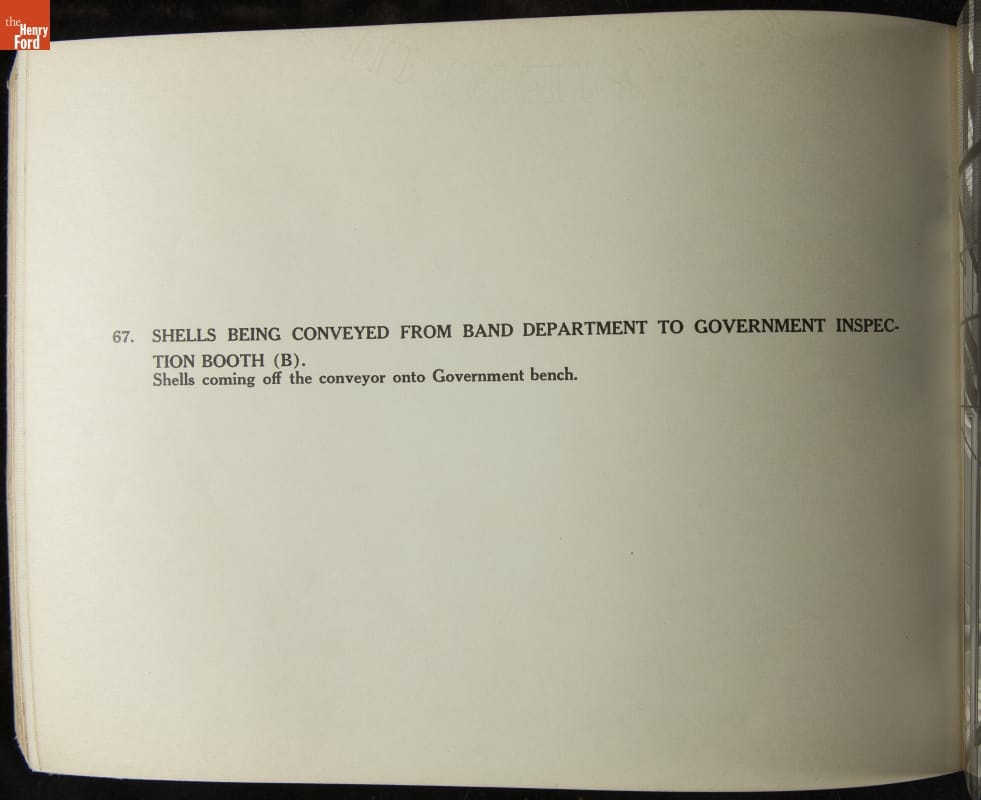 the
Henry
Ford
67. SHELLS BEING CONVEYED FROM BAND DEPARTMENT TO GOVERNMENT INSPEC-
TION BOOTH (B).
Shells coming off the conveyor onto Government bench.